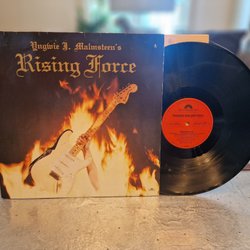 Yngwie J. Malmsteen's
Rising Force